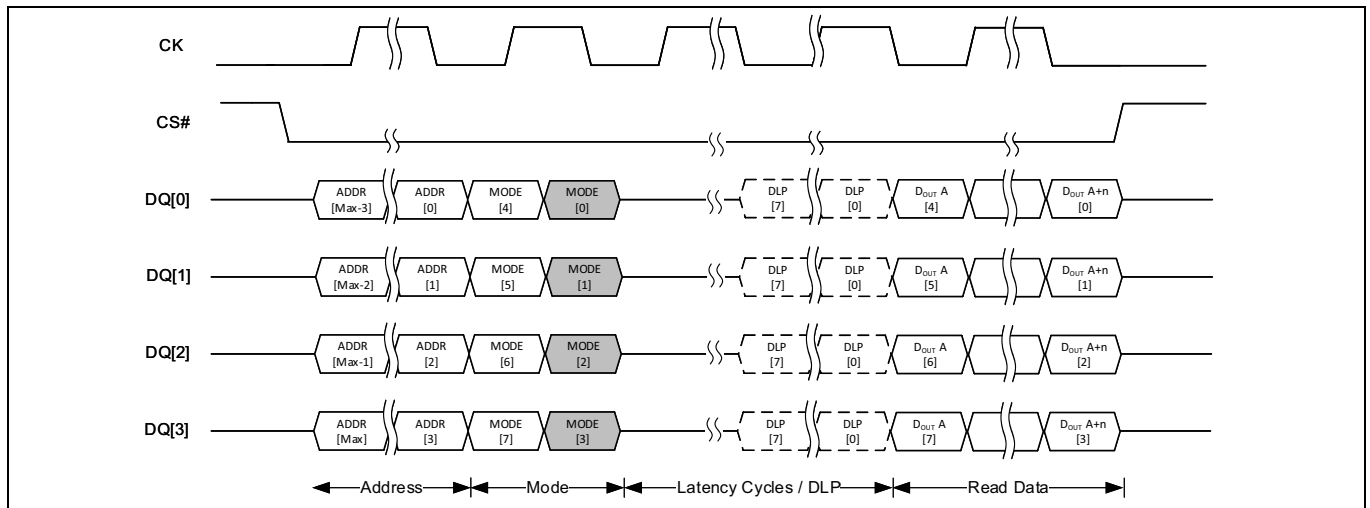 CK
CS#
DQ[0] ADDR [Max-3] ADDR [0] MODE [4] MODE [0] DLP [7] DLP [0] DOUT A [4] DOUT A+n [0]
DQ[1] ADDR [Max-2] ADDR [1] MODE [5] MODE [1] DLP [7] DLP [0] DOUT A [5] DOUT A+n [1]
DQ[2] ADDR [Max-1] ADDR [2] MODE [6] MODE [2] DLP [7] DLP [0] DOUT A [6] DOUT A+n [2]
DQ[3] ADDR [Max] ADDR [3] MODE [7] MODE [3] DLP [7] DLP [0] DOUT A [7] DOUT A+n [3]
Address Mode Latency Cycles / DLP Read Data